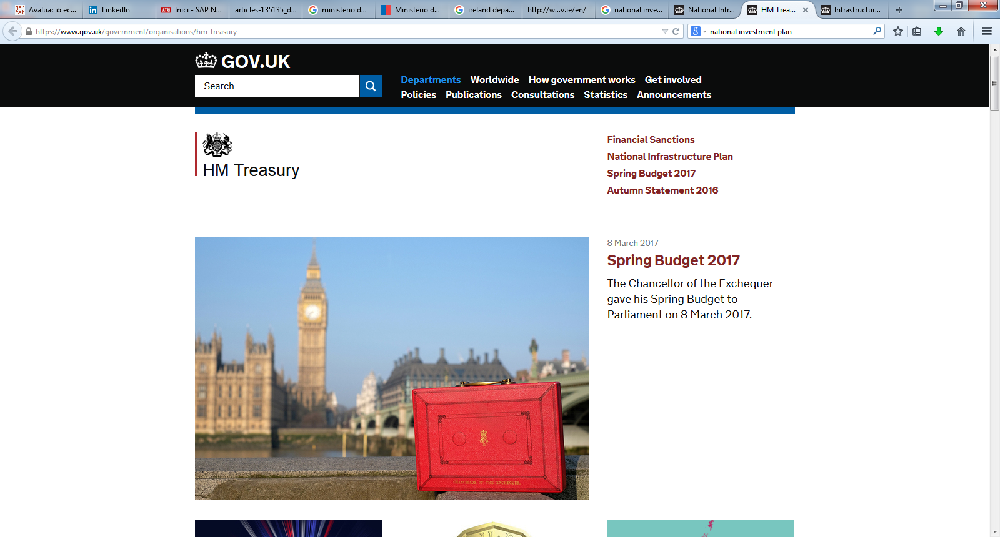 gen cat Avaluació ec...
in LinkedIn
ATRI Inici - SAP N...
articles-135135_d...
ministerio d...
Ministerio d...
ireland depa...
http://w...v.ie/en/
national inve...
National Infr...
HM Trea...
Infrastructur...
https://www.gov.uk/government/organisations/hm-treasury
national investment plan
GOV.UK
Search
Departments Worldwide How government works Get involved
Policies Publications Consultations Statistics Announcements
HM Treasury
Financial Sanctions
National Infrastructure Plan
Spring Budget 2017
Autumn Statement 2016
8 March 2017
Spring Budget 2017
The Chancellor of the Exchequer
gave his Spring Budget to
Parliament on 8 March 2017.
CHANCELLOR OF THE EXCHEQUER.